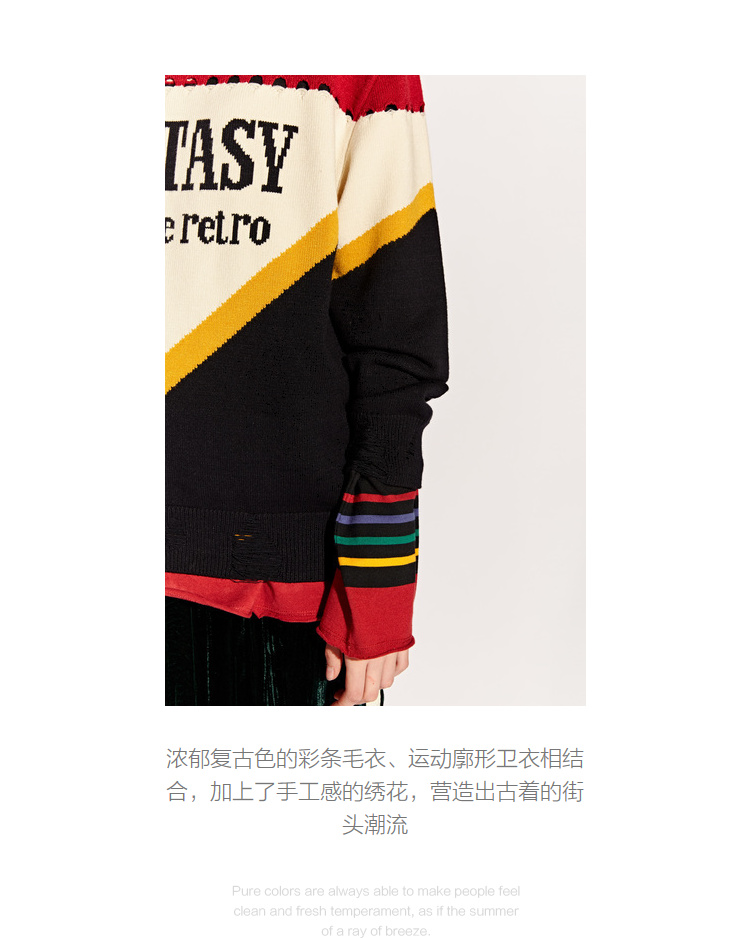 TASY
e retro
浓郁复古色的彩条毛衣、运动廓形卫衣相结
合，加上了手工感的绣花，营造出古着的街
头潮流
Pure colors are always able to make people feel
clean and fresh temperament, as if the summer
of a ray of breeze.